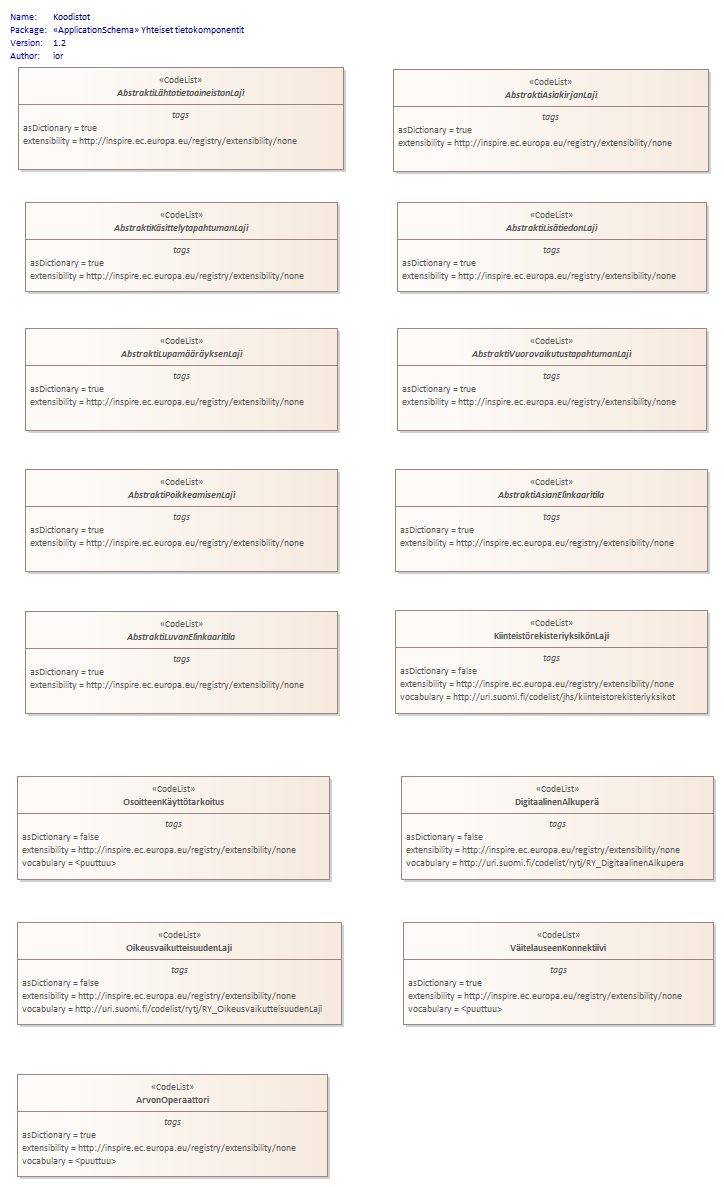 Name: Koodistot
Package: «ApplicationSchema» Yhteiset tietokomponentit
Version: 1.2
Author: ior
«CodeList»
AbstraktiLähtotietoaineistonLaji
tags
asDictionary = true
extensibility = http://inspire.ec.europa.eu/registry/extensibility/none
«CodeList»
AbstraktiAsiakirjanLaji
tags
asDictionary = true
extensibility = http://inspire.ec.europa.eu/registry/extensibility/none
«CodeList»
AbstraktiKäsittelytapahtumanLaji
tags
asDictionary = true
extensibility = http://inspire.ec.europa.eu/registry/extensibility/none
«CodeList»
AbstraktiLisätiedonLaji
tags
asDictionary = true
extensibility = http://inspire.ec.europa.eu/registry/extensibility/none
«CodeList»
AbstraktiLupamääräyksenLaji
tags
asDictionary = true
extensibility = http://inspire.ec.europa.eu/registry/extensibility/none
«CodeList»
AbstraktiVuorovaikutustapahtumanLaji
tags
asDictionary = true
extensibility = http://inspire.ec.europa.eu/registry/extensibility/none
«CodeList»
AbstraktiPoikkeamisenLaji
tags
asDictionary = true
extensibility = http://inspire.ec.europa.eu/registry/extensibility/none
«CodeList»
AbstraktiAsianElinkaaritila
tags
asDictionary = true
extensibility = http://inspire.ec.europa.eu/registry/extensibility/none
«CodeList»
AbstraktiLuvanElinkaaritila
tags
asDictionary = true
extensibility = http://inspire.ec.europa.eu/registry/extensibility/none
«CodeList»
KiinteistörekisteriyksikönLaji
tags
asDictionary = false
extensibility = http://inspire.ec.europa.eu/registry/extensibility/none
vocabulary = http://uri.suomi.fi/codelist/jhs/kiinteistorekisteriyksikot
«CodeList»
OsoitteenKäyttötarkoitus
tags
asDictionary = false
extensibility = http://inspire.ec.europa.eu/registry/extensibility/none
vocabulary = <puuttuu>
«CodeList»
DigitaalinenAlkuperä
tags
asDictionary = false
extensibility = http://inspire.ec.europa.eu/registry/extensibility/none
vocabulary = http://uri.suomi.fi/codelist/rytj/RY_DigitaalinenAlkupera
«CodeList»
OikeusvaikutteisuudenLaji
tags
asDictionary = false
extensibility = http://inspire.ec.europa.eu/registry/extensibility/none
vocabulary = http://uri.suomi.fi/codelist/rytj/RY_OikeusvaikutteisuudenLaji
«CodeList»
VäitelauseenKonnektiivi
tags
asDictionary = true
extensibility = http://inspire.ec.europa.eu/registry/extensibility/none
vocabulary = <puuttuu>
«CodeList»
ArvonOperaattori
tags
asDictionary = true
extensibility = http://inspire.ec.europa.eu/registry/extensibility/none
vocabulary = <puuttuu>